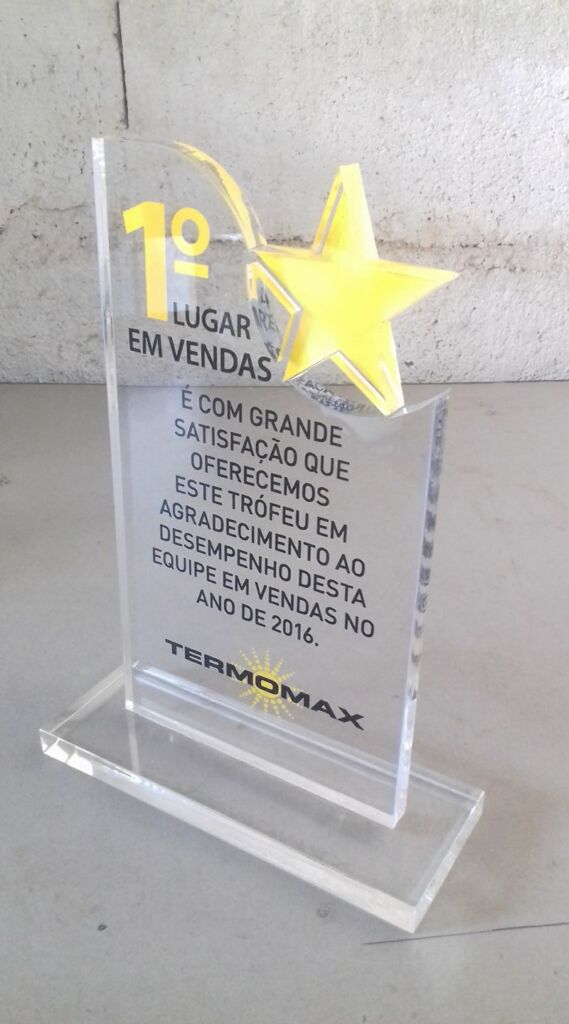 1º
LUGAR
EM VENDAS
É COM GRANDE
SATISFAÇÃO QUE
OFERECEMOS
ESTE TRÓFEU EM
AGRADECIMENTO AO
DESEMPENHO DESTA
EQUIPE EM VENDAS NO
ANO DE 2016.
TERMOMAX